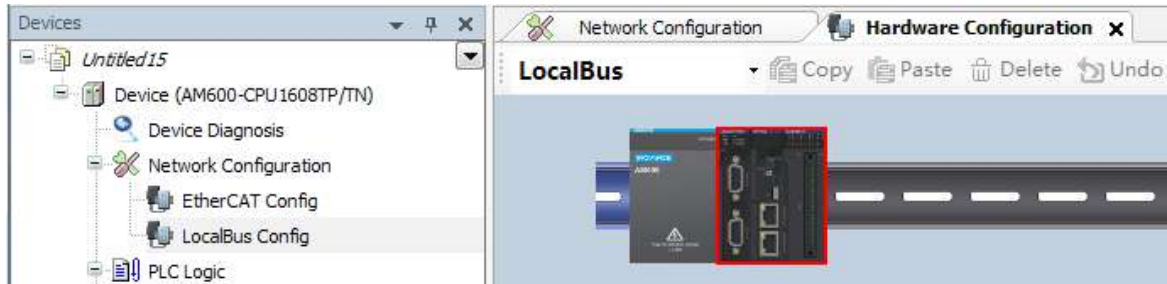 Devices
Untitled15
Device (AM600-CPU1608TP/TN)
Device Diagnosis
Network Configuration
EtherCAT Config
LocalBus Config
PLC Logic
Network Configuration
Hardware Configuration
LocalBus
Copy Paste Delete Undo